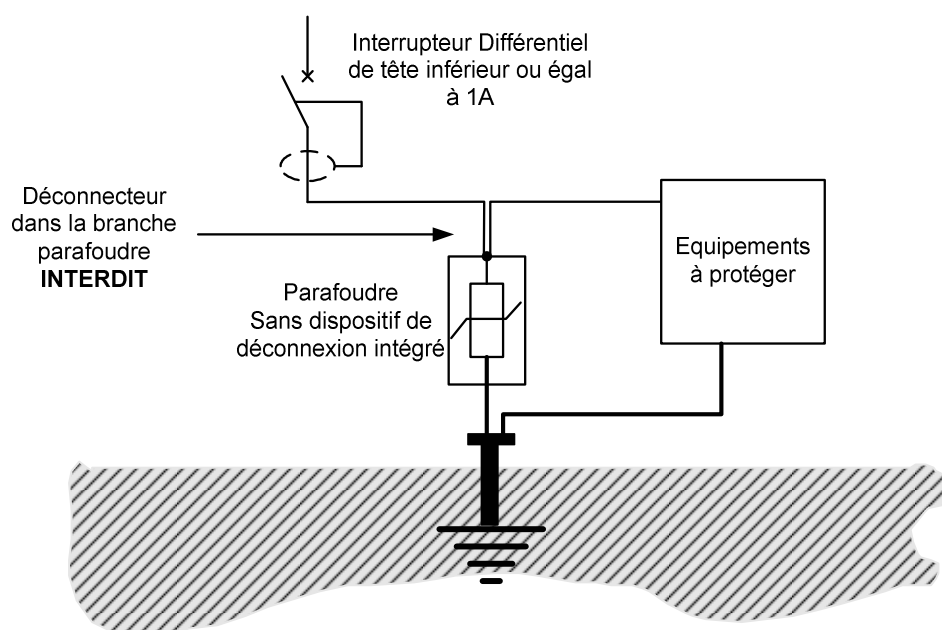 Interrupteur Différentiel
de tête inférieur ou égal
à 1A
Déconnecteur
dans la branche
parafoudre
INTERDIT
Equipements
à protéger
Parafoudre
Sans dispositif de
déconnexion intégré